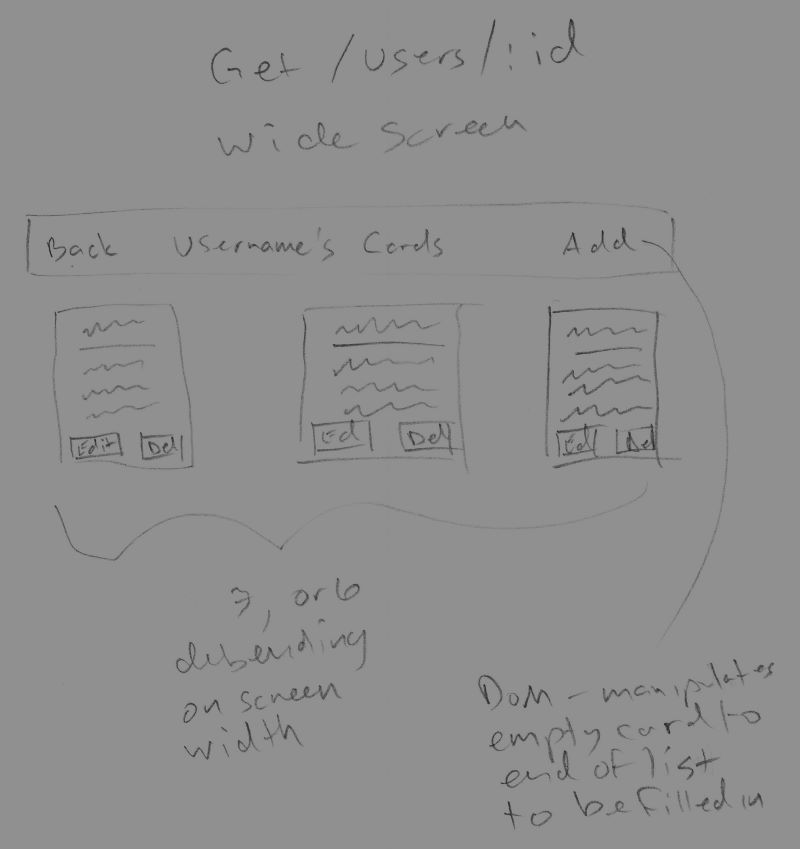 Get /users/:id
wide screen
Back Username's Cards Add
Edit Del Ed Del Ed Del
3, or 6
depending
on screen
width
DOM - manipulates
empty card to
end of list
to be filled in